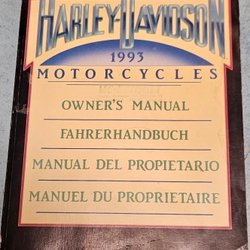 HARLEY-DAVIDSON
1993
MOTORCYCLES
OWNER'S MANUAL
FAHRERHANDBUCH
MANUAL DEL PROPIETARIO
MANUEL DU PROPRIETAIRE